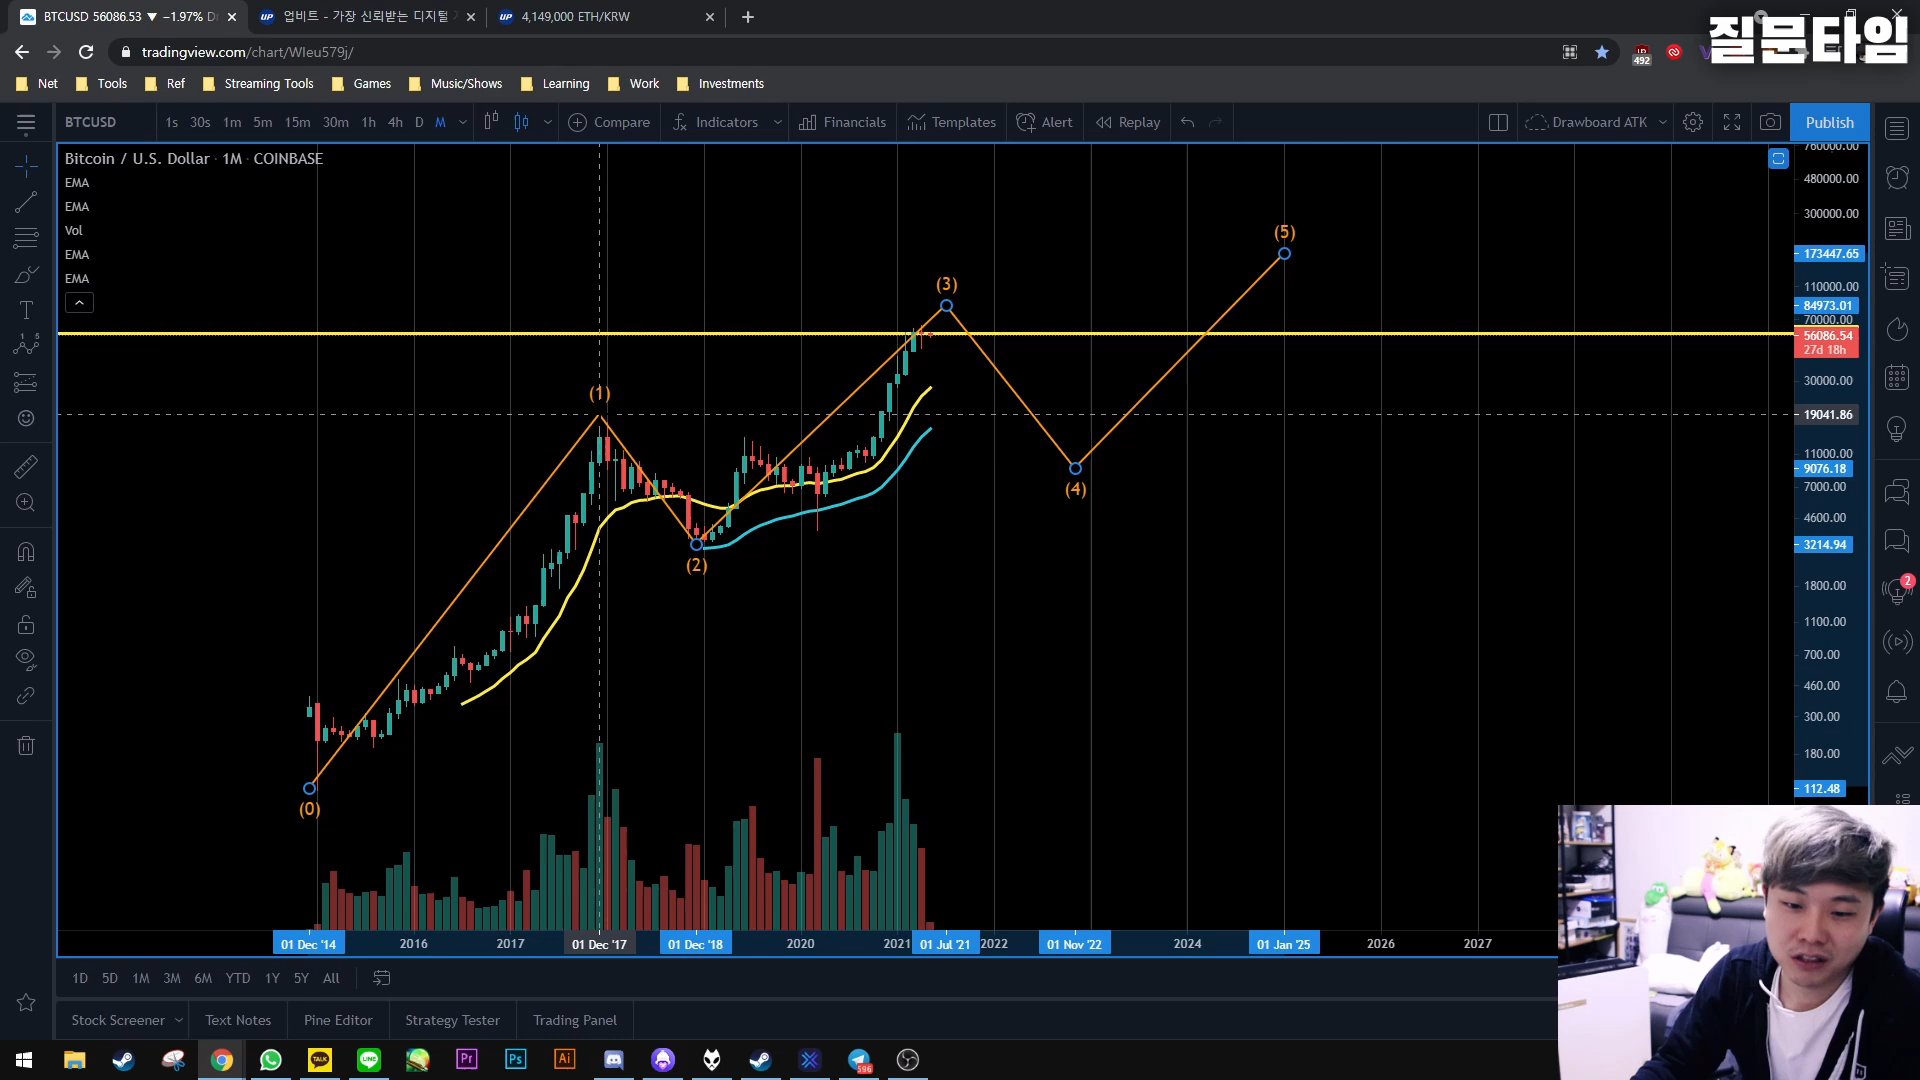 BTCUSD 56086.53 ▼ −1.97%
업비트 - 가장 신뢰받는 디지털
4,149,000 ETH/KRW
질문타임
tradingview.com/chart/WIeu579j/
492
Net Tools Ref Streaming Tools Games Music/Shows Learning Work Investments
BTCUSD 1s 30s 1m 5m 15m 30m 1h 4h D M Compare Indicators Financials Templates Alert Replay Drawboard ATK Publish
Bitcoin / U.S. Dollar · 1M · COINBASE
EMA
EMA
Vol
EMA
EMA
760000.00
480000.00
300000.00
173447.65
110000.00
84973.01
70000.00
56086.54
27d 18h
30000.00
19041.86
11000.00
9076.18
7000.00
4600.00
3214.94
1800.00
1100.00
700.00
460.00
300.00
180.00
112.48
2
(5)
(3)
(1)
(4)
(2)
(0)
01 Dec '14 2016 2017 01 Dec '17 01 Dec '18 2020 2021 01 Jul '21 2022 01 Nov '22 2024 01 Jan '25 2026 2027
1D 5D 1M 3M 6M YTD 1Y 5Y All
Stock Screener Text Notes Pine Editor Strategy Tester Trading Panel
TALK LINE Pr Ps Ai 596